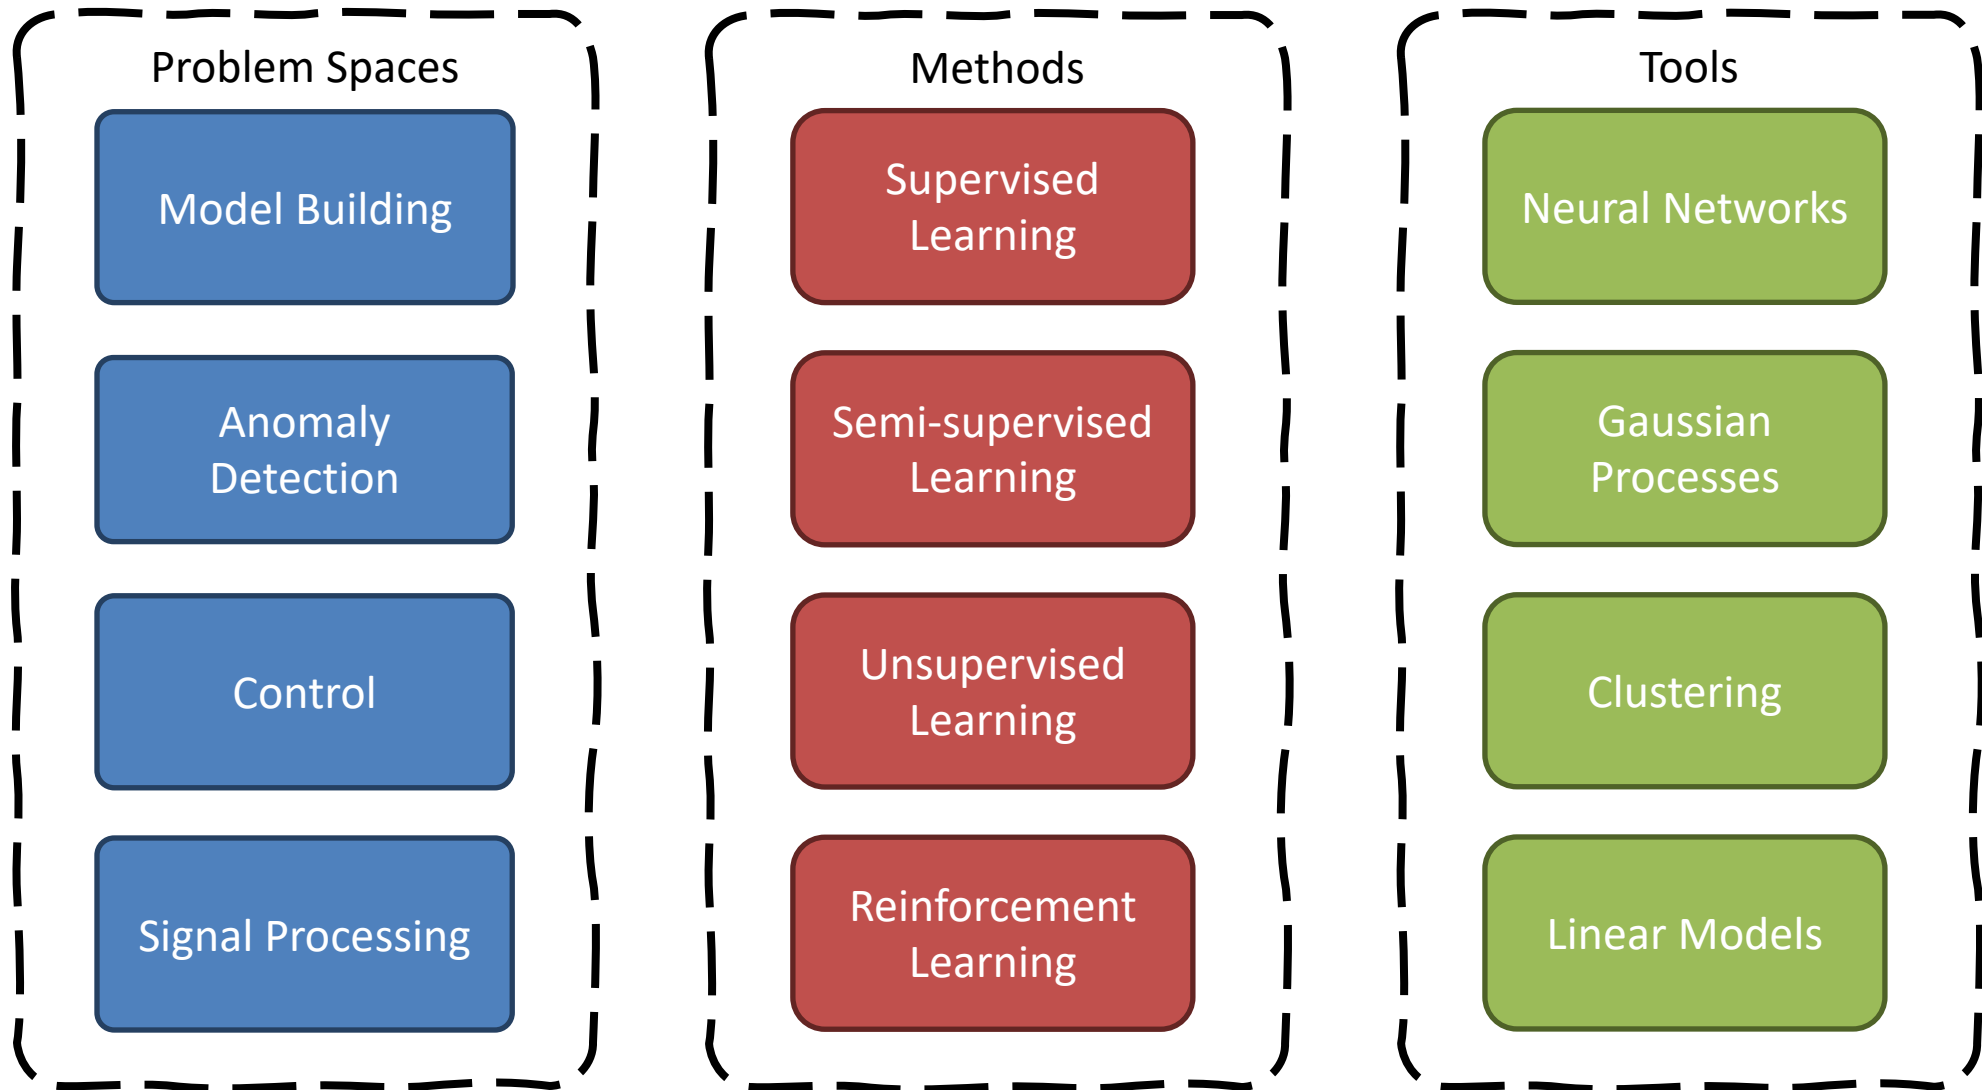 Problem Spaces
Model Building
Anomaly
Detection
Control
Signal Processing
Methods
Supervised
Learning
Semi-supervised
Learning
Unsupervised
Learning
Reinforcement
Learning
Tools
Neural Networks
Gaussian
Processes
Clustering
Linear Models